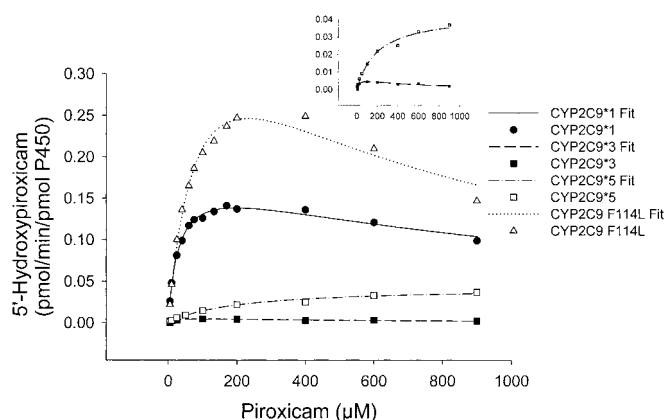 0.04
0.03
0.02
0.01
0.00
0 200 400 600 800 1000
0.30
0.25
0.20
0.15
0.10
0.05
0.00
5'-Hydroxypiroxicam
(pmol/min/pmol P450)
0 200 400 600 800 1000
Piroxicam (µM)
CYP2C9*1 Fit
CYP2C9*1
CYP2C9*3 Fit
CYP2C9*3
CYP2C9*5 Fit
CYP2C9*5
CYP2C9 F114L Fit
CYP2C9 F114L